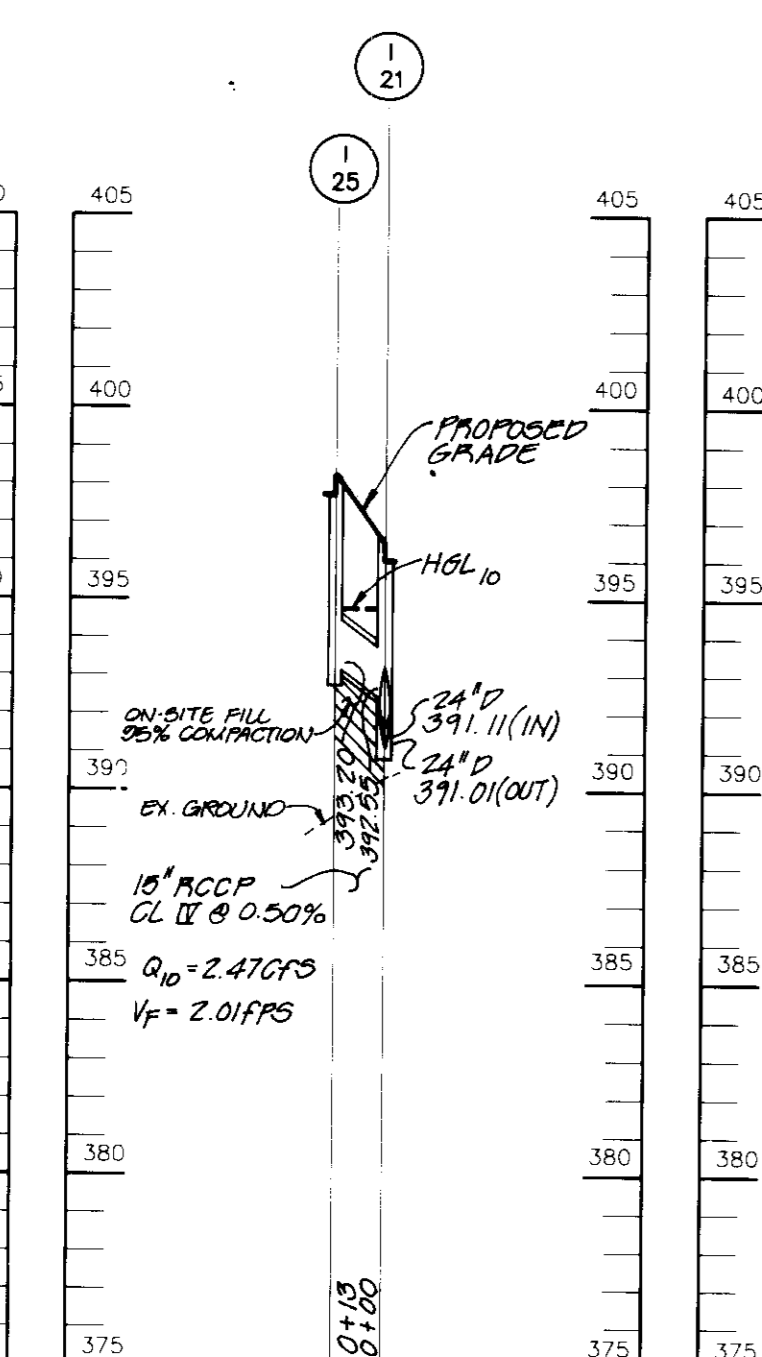 I
21
I
25
405
405
405
400
400
400
PROPOSED
GRADE
HGL 10
395
395
395
ON-SITE FILL
95% COMPACTION
24"D
391.11(IN)
24"D
391.01(OUT)
390
390
390
EX. GROUND
393.20
392.55
15" RCCP
CL IV @ 0.50%
385
385
385
Q10 = 2.47CFS
VF = 2.01FPS
380
380
380
0+13
0+00
375
375
375